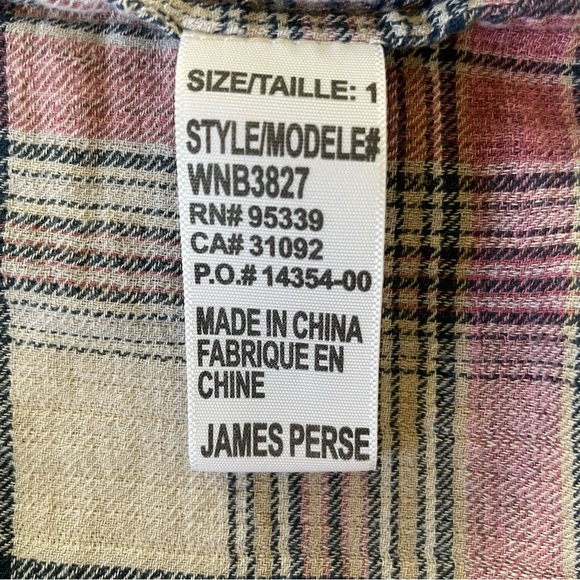 SIZE/TAILLE: 1
STYLE/MODELE#
WNB3827
RN# 95339
CA# 31092
P.O.# 14354-00
MADE IN CHINA
FABRIQUE EN
CHINE
JAMES PERSE